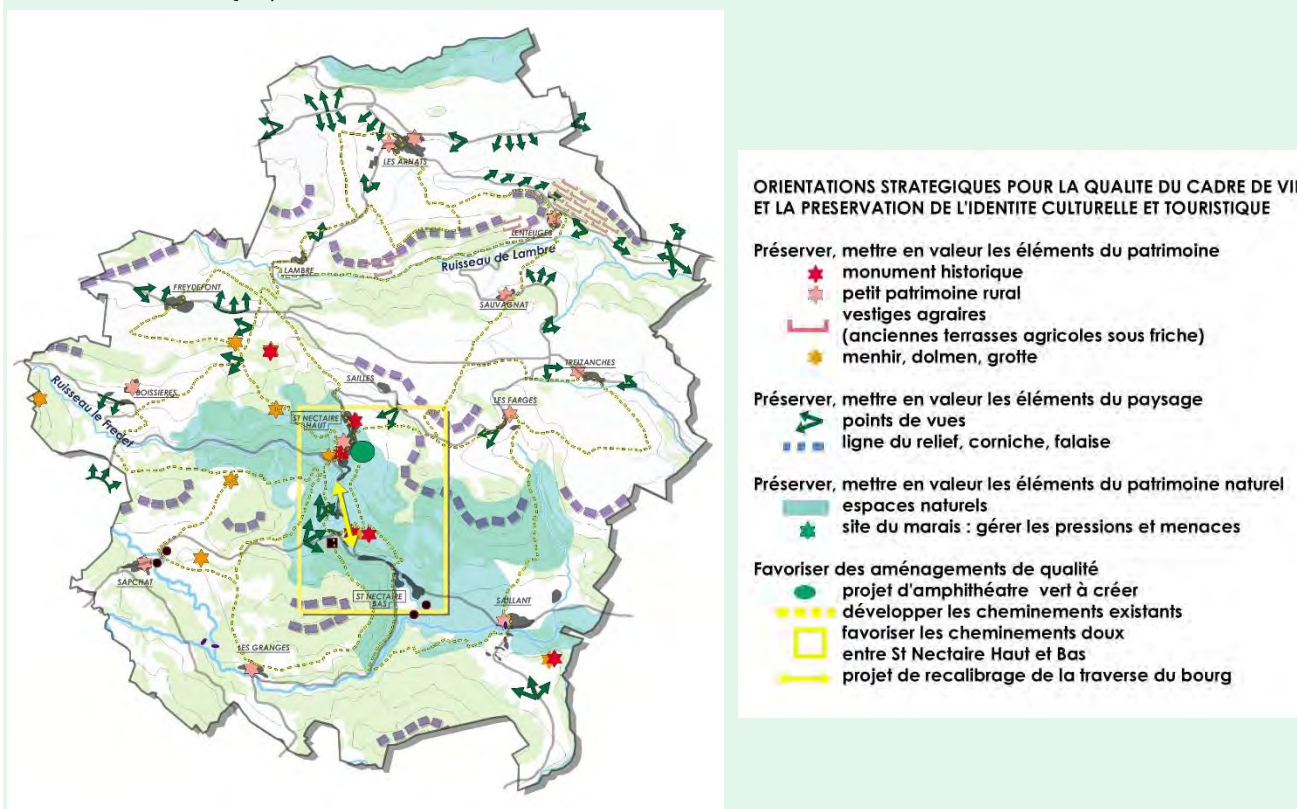 LES ARNATS
LENTEUGES
Ruisseau de Lambre
LAMBRE
FREYDEFONT
SAUVAGNAT
TREIZANCHES
SAILLES
BOISSIERES
Ruisseau le Fredet
LES FARGES
ST NECTAIRE
HAUT
SAPCHAT
ST NECTAIRE
BAS
SAILLANT
LES GRANGES
ORIENTATIONS STRATEGIQUES POUR LA QUALITE DU CADRE DE VIE
ET LA PRESERVATION DE L'IDENTITE CULTURELLE ET TOURISTIQUE
Préserver, mettre en valeur les éléments du patrimoine
monument historique
petit patrimoine rural
vestiges agraires
(anciennes terrasses agricoles sous friche)
menhir, dolmen, grotte
Préserver, mettre en valeur les éléments du paysage
points de vues
ligne du relief, corniche, falaise
Préserver, mettre en valeur les éléments du patrimoine naturel
espaces naturels
site du marais : gérer les pressions et menaces
Favoriser des aménagements de qualité
projet d'amphithéatre vert à créer
développer les cheminements existants
favoriser les cheminements doux
entre St Nectaire Haut et Bas
projet de recalibrage de la traverse du bourg